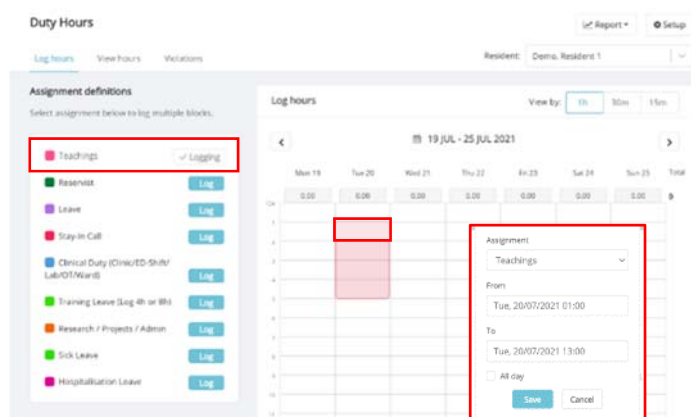 Duty Hours
Report
Setup
Log hours View hours Violations
Resident: Demo, Resident 1
Assignment definitions
Select assignment below to log multiple blocks.
Teachings Logging
Reservist Log
Leave Log
Stay-In Call Log
Clinical Duty (Clinic/ED-Shift/
Lab/OT/Ward) Log
Training Leave (Log 4h or 8h) Log
Research / Projects / Admin Log
Sick Leave Log
Hospitalisation Leave Log
Log hours
View by: 1h 30m 15m
19 JUL - 25 JUL 2021
Mon 19 Tue 20 Wed 21 Thu 22 Fri 23 Sat 24 Sun 25 Total
0.00 0.00 0.00 0.00 0.00 0.00 0.00 0
Assignment
Teachings
From
Tue, 20/07/2021 01:00
To
Tue, 20/07/2021 13:00
All day
Save Cancel